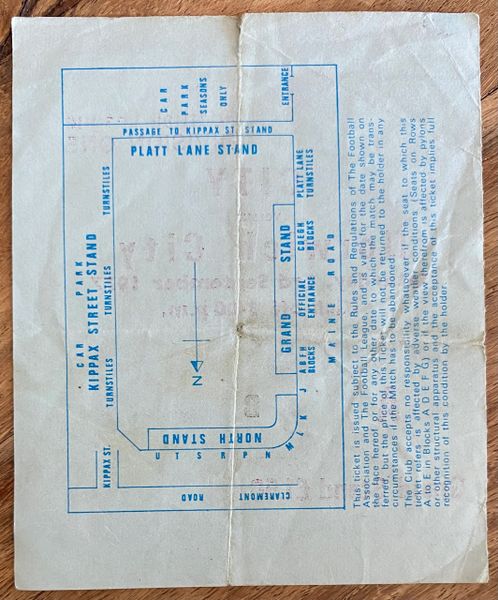 CAR
PARK
SEASONS
ONLY
ENTRANCE
PASSAGE TO KIPPAX ST. STAND
PLATT LANE STAND
PLATT LANE
TURNSTILES
TURNSTILES
CAR PARK
KIPPAX STREET STAND
TURNSTILES
TURNSTILES
GRAND STAND
CDEGH
BLOCKS
OFFICIAL
ENTRANCE
ABFH
BLOCKS
MAINE ROAD
N
J
K
L
M
NORTH STAND
U T S R P N
KIPPAX ST.
CLAREMONT ROAD
This ticket is issued subject to the Rules and Regulations of The Football
Association and The Football League, and is valid for the date shown on
the face hereof or for any other date to which the match may be trans-
ferred, but the price of this Ticket will not be returned to the holder in any
circumstances if the Match has to be abandoned.
The Club accepts no responsibility whatsoever if the seat to which this
ticket refers is affected by adverse weather conditions (Seats on Rows
A to E in Blocks A D E F G) or if the view therefrom is affected by pylons
or other structural apparatus and the acceptance of this ticket implies full
recognition of this condition by the holder.